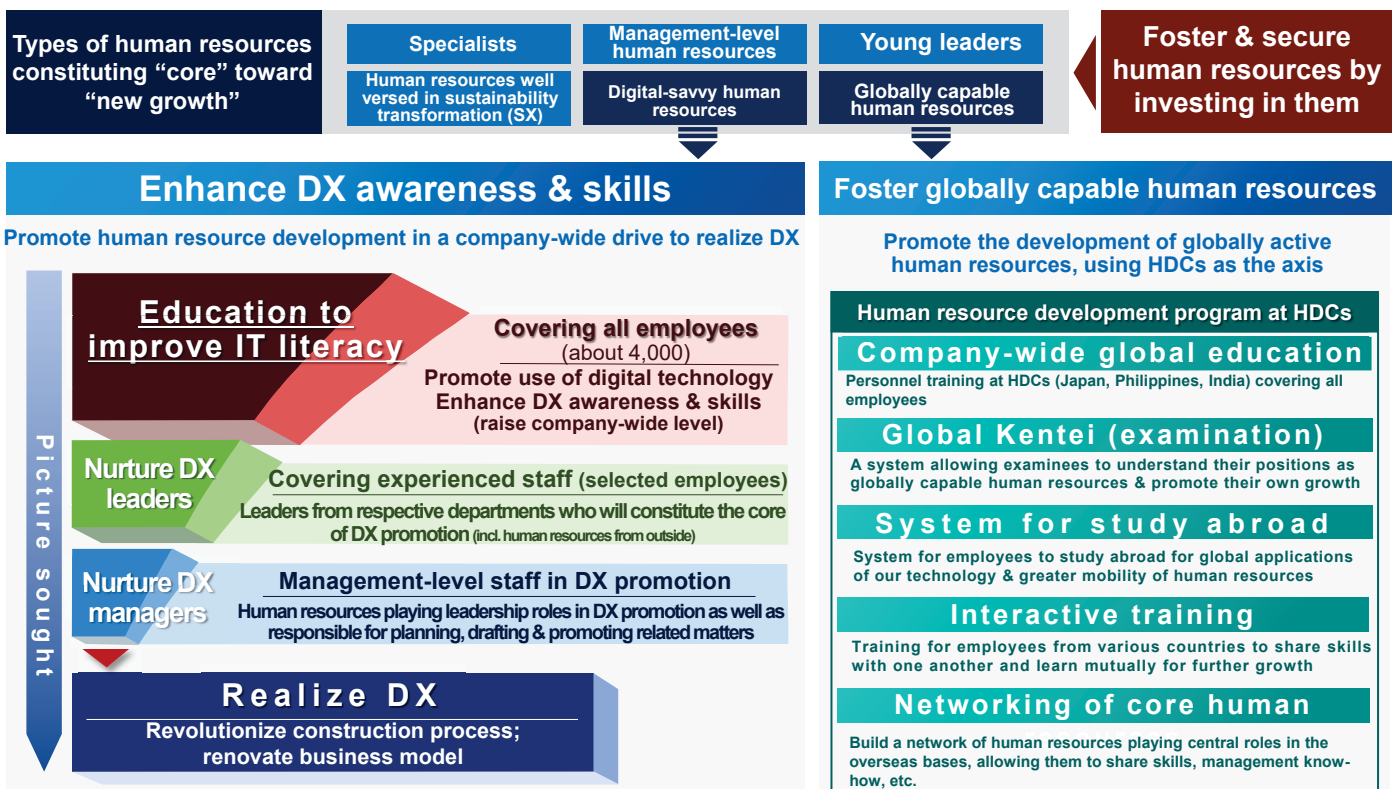 Types of human resources
constituting “core” toward
“new growth”
Specialists
Management-level
human resources
Young leaders
Human resources well
versed in sustainability
transformation (SX)
Digital-savvy human
resources
Globally capable
human resources
Foster & secure
human resources by
investing in them
Enhance DX awareness & skills
Promote human resource development in a company-wide drive to realize DX
Picture sought
Education to
improve IT literacy
Covering all employees
(about 4,000)
Promote use of digital technology
Enhance DX awareness & skills
(raise company-wide level)
Nurture DX
leaders
Covering experienced staff (selected employees)
Leaders from respective departments who will constitute the core
of DX promotion (incl. human resources from outside)
Nurture DX
managers
Management-level staff in DX promotion
Human resources playing leadership roles in DX promotion as well as
responsible for planning, drafting & promoting related matters
Realize DX
Revolutionize construction process;
renovate business model
Foster globally capable human resources
Promote the development of globally active
human resources, using HDCs as the axis
Human resource development program at HDCs
Company-wide global education
Personnel training at HDCs (Japan, Philippines, India) covering all
employees
Global Kentei (examination)
A system allowing examinees to understand their positions as
globally capable human resources & promote their own growth
System for study abroad
System for employees to study abroad for global applications
of our technology & greater mobility of human resources
Interactive training
Training for employees from various countries to share skills
with one another and learn mutually for further growth
Networking of core human
Build a network of human resources playing central roles in the
overseas bases, allowing them to share skills, management know-
how, etc.